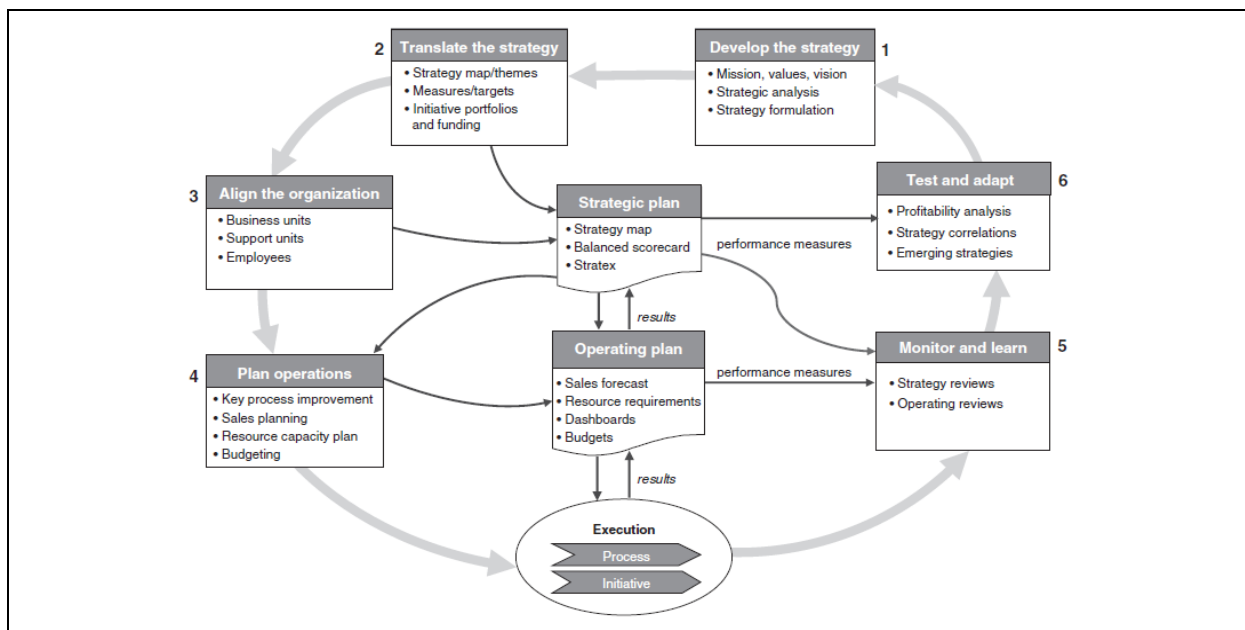 2
Translate the strategy
• Strategy map/themes
• Measures/targets
• Initiative portfolios
and funding
Develop the strategy
1
• Mission, values, vision
• Strategic analysis
• Strategy formulation
3
Align the organization
• Business units
• Support units
• Employees
Strategic plan
• Strategy map
• Balanced scorecard
• Stratex
performance measures
Test and adapt
6
• Profitability analysis
• Strategy correlations
• Emerging strategies
results
4
Plan operations
• Key process improvement
• Sales planning
• Resource capacity plan
• Budgeting
Operating plan
• Sales forecast
• Resource requirements
• Dashboards
• Budgets
performance measures
Monitor and learn
5
• Strategy reviews
• Operating reviews
results
Execution
Process
Initiative